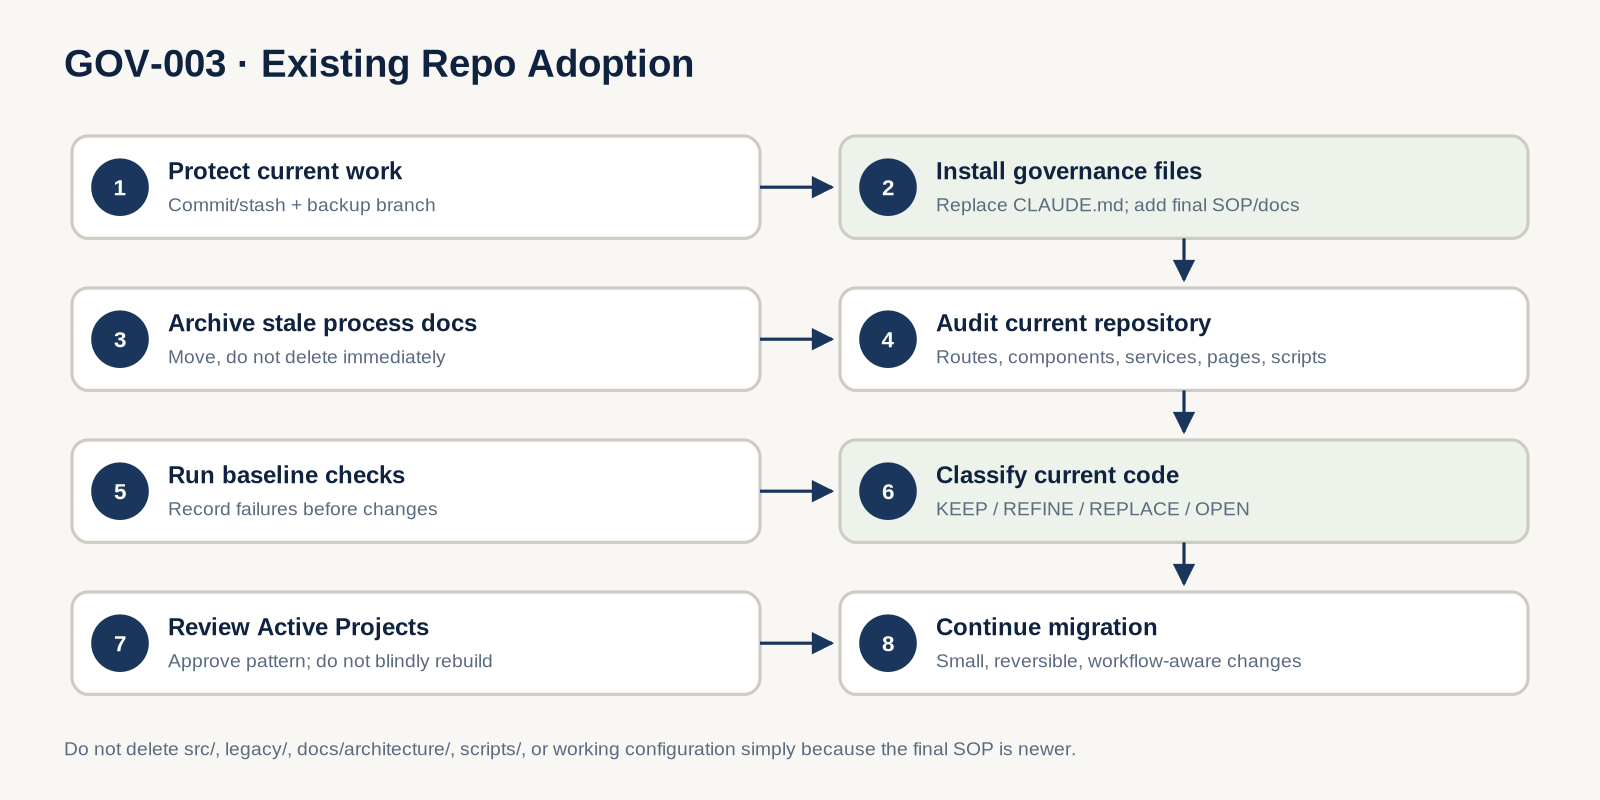 GOV-003 · Existing Repo Adoption
1
Protect current work
Commit/stash + backup branch
2
Install governance files
Replace CLAUDE.md; add final SOP/docs
3
Archive stale process docs
Move, do not delete immediately
4
Audit current repository
Routes, components, services, pages, scripts
5
Run baseline checks
Record failures before changes
6
Classify current code
KEEP / REFINE / REPLACE / OPEN
7
Review Active Projects
Approve pattern; do not blindly rebuild
8
Continue migration
Small, reversible, workflow-aware changes
Do not delete src/, legacy/, docs/architecture/, scripts/, or working configuration simply because the final SOP is newer.